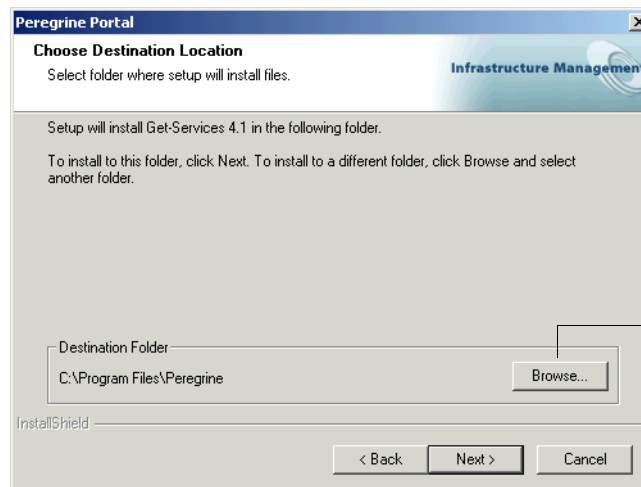 Peregrine Portal
Choose Destination Location
Select folder where setup will install files.
Infrastructure Management
Setup will install Get-Services 4.1 in the following folder.
To install to this folder, click Next. To install to a different folder, click Browse and select
another folder.
Destination Folder
C:\Program Files\Peregrine
Browse...
InstallShield
< Back
Next >
Cancel